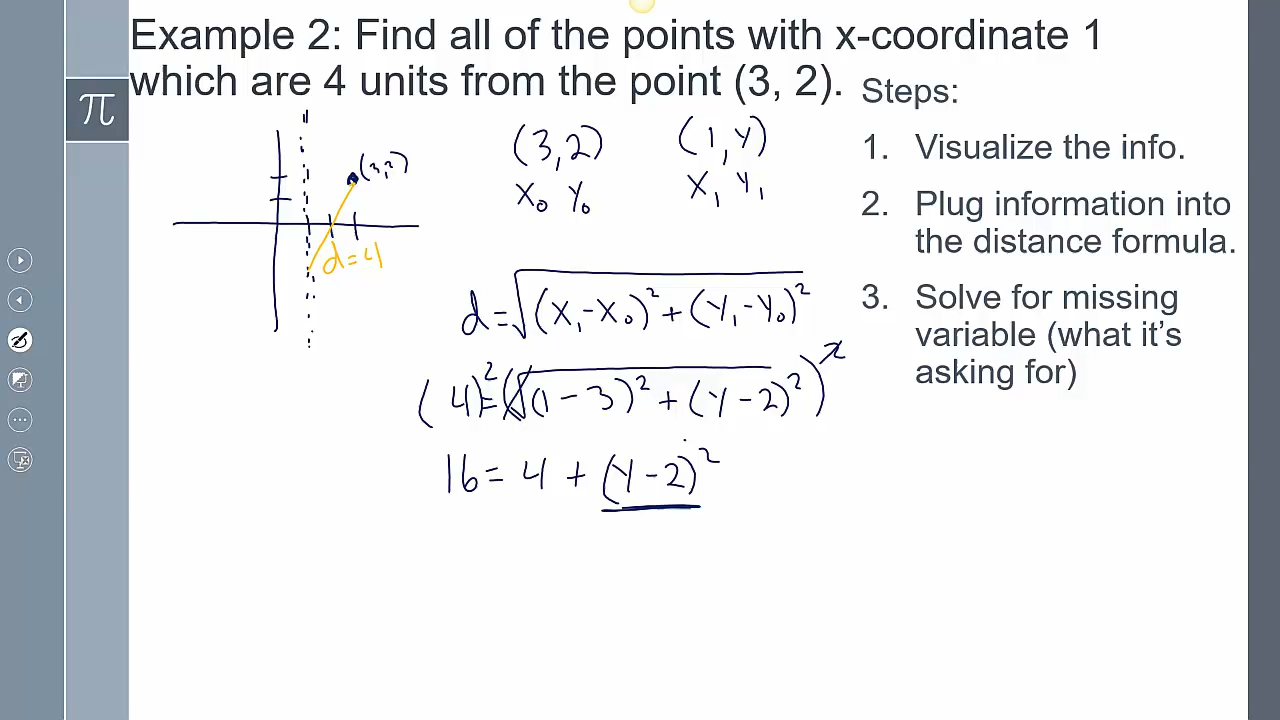 Example 2: Find all of the points with x-coordinate 1
which are 4 units from the point (3, 2).
π
Steps:
1. Visualize the info.
2. Plug information into
the distance formula.
3. Solve for missing
variable (what it's
asking for)
(3,2)
d=4
(3,2) (1,y)
x₀ y₀ x₁ y₁
d=√(x₁-x₀)²+(y₁-y₀)²
(4)²=(√(1-3)²+(y-2)²)²
16=4+(y-2)²